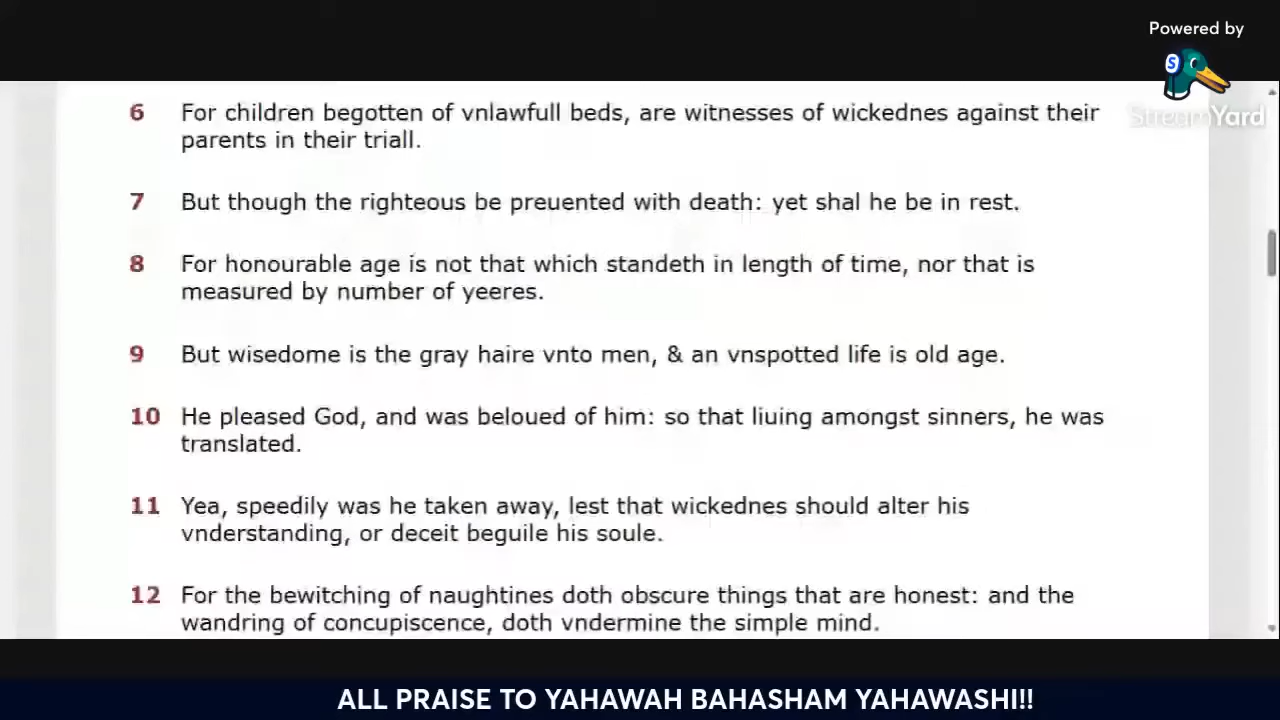 Powered by
S
StreamYard
6 For children begotten of vnlawfull beds, are witnesses of wickednes against their
parents in their triall.
7 But though the righteous be preuented with death: yet shal he be in rest.
8 For honourable age is not that which standeth in length of time, nor that is
measured by number of yeeres.
9 But wisedome is the gray haire vnto men, & an vnspotted life is old age.
10 He pleased God, and was beloued of him: so that liuing amongst sinners, he was
translated.
11 Yea, speedily was he taken away, lest that wickednes should alter his
vnderstanding, or deceit beguile his soule.
12 For the bewitching of naughtines doth obscure things that are honest: and the
wandring of concupiscence, doth vndermine the simple mind.
ALL PRAISE TO YAHAWAH BAHASHAM YAHAWASHI!!